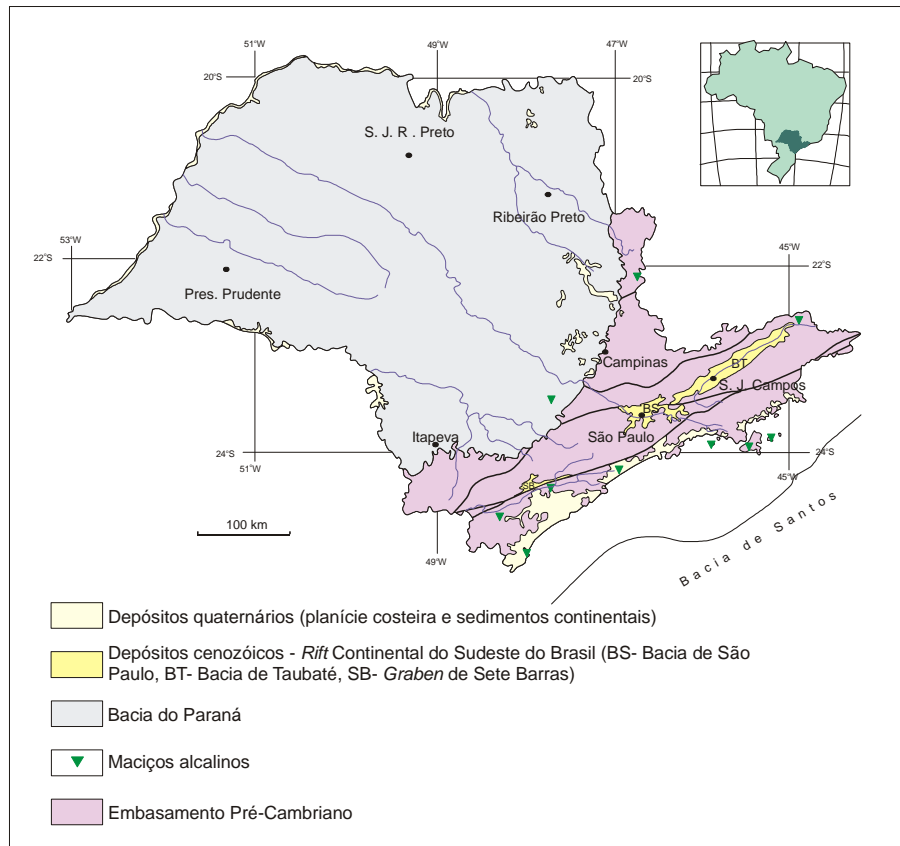 51°W
49°W
47°W
20°S
20°S
S. J. R . Preto
Ribeirão Preto
53°W
22°S
45°W
22°S
Pres. Prudente
Campinas
BT
S. J. Campos
BS
São Paulo
Itapeva
24°S
51°W
24°S
45°W
SB
100 km
49°W
Bacia de Santos
Depósitos quaternários (planície costeira e sedimentos continentais)
Depósitos cenozóicos - Rift Continental do Sudeste do Brasil (BS- Bacia de São
Paulo, BT- Bacia de Taubaté, SB- Graben de Sete Barras)
Bacia do Paraná
Maciços alcalinos
Embasamento Pré-Cambriano